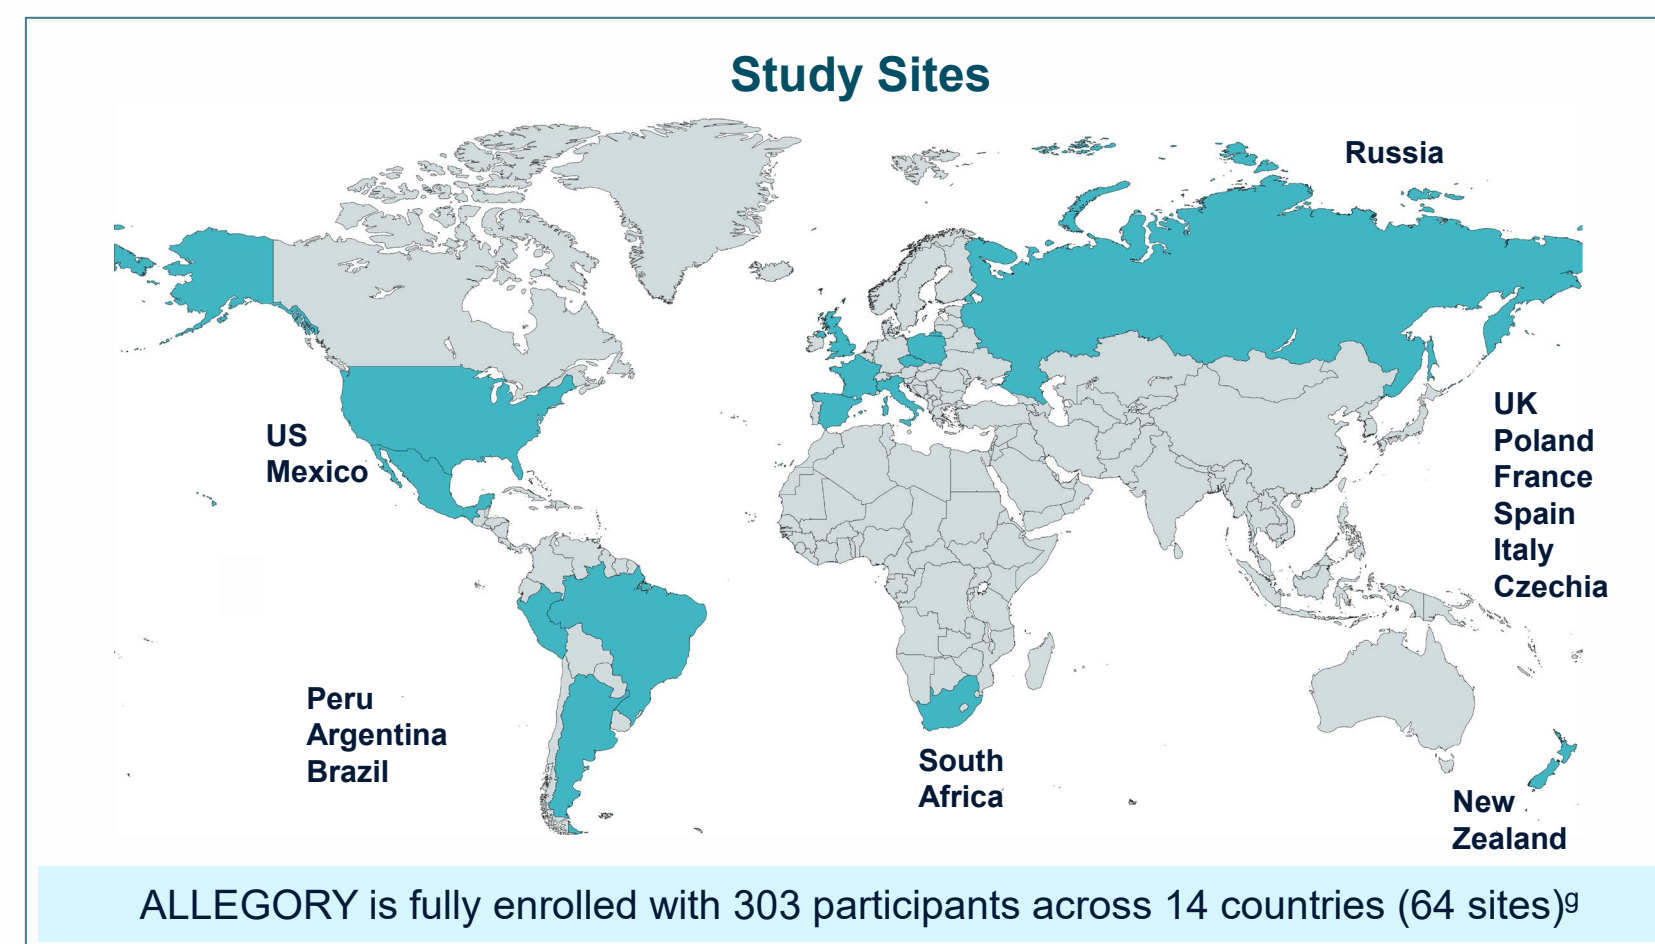 Study Sites
Russia
US
Mexico
UK
Poland
France
Spain
Italy
Czechia
Peru
Argentina
Brazil
South
Africa
New
Zealand
ALLEGORY is fully enrolled with 303 participants across 14 countries (64 sites)ᵍ